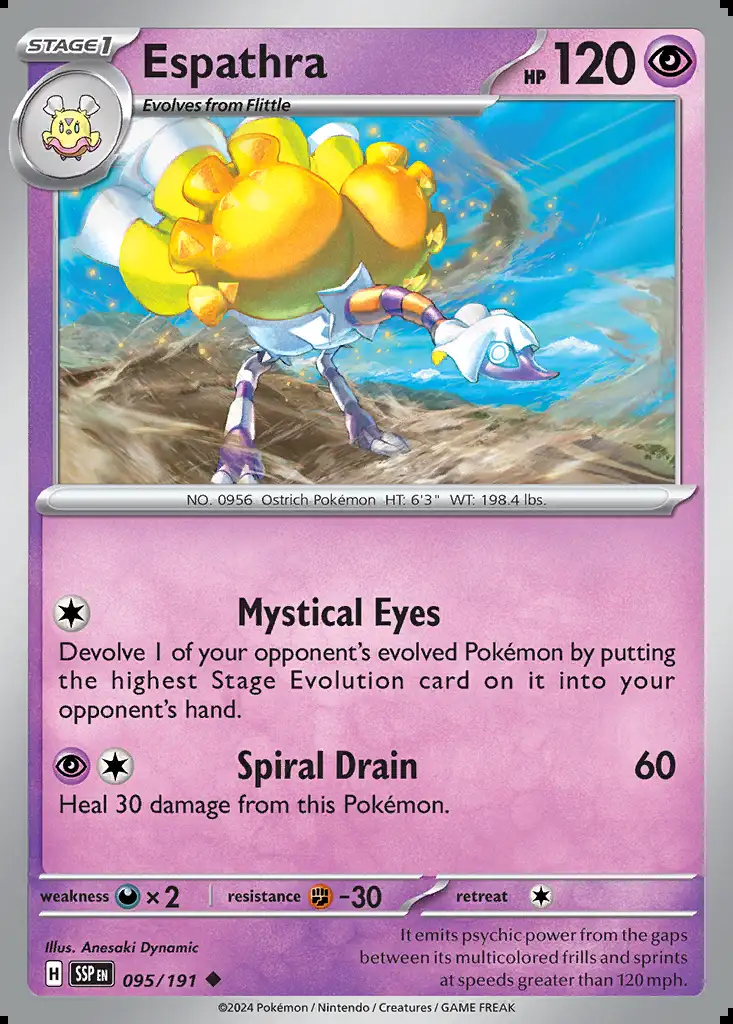 STAGE1
Espathra
HP 120
Evolves from Flittle
NO. 0956 Ostrich Pokémon HT: 6'3" WT: 198.4 lbs.
Mystical Eyes
Devolve 1 of your opponent's evolved Pokémon by putting
the highest Stage Evolution card on it into your
opponent's hand.
Spiral Drain 60
Heal 30 damage from this Pokémon.
weakness ×2 resistance -30 retreat
Illus. Anesaki Dynamic
H SSP EN 095/191
It emits psychic power from the gaps
between its multicolored frills and sprints
at speeds greater than 120 mph.
©2024 Pokémon / Nintendo / Creatures / GAME FREAK